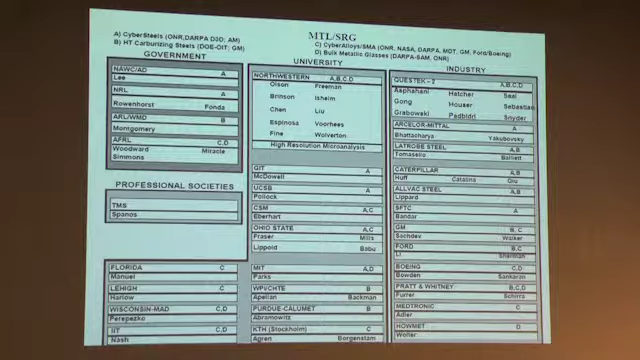 MTL/SRG
A) CyberSteels (ONR,DARPA D3D; AM)
B) HT Carburizing Steels (DOE-OIT; GM)
C) CyberAlloys/SMA (ONR, NASA, DARPA, MDT, GM, Ford/Boeing)
D) Bulk Metallic Glasses (DARPA-SAM, ONR)
GOVERNMENT
NAWC/AD A
Lee
NRL A
Rowenhorst Fonda
ARL/WMD B
Montgomery
AFRL C,D
Woodward Miracle
Simmons
PROFESSIONAL SOCIETIES
TMS
Spanos
FLORIDA C
Manuel
LEHIGH C
Harlow
WISCONSIN-MAD C,D
Perepezko
IIT C,D
Nash
UNIVERSITY
NORTHWESTERN A,B,C,D
Olson Freeman
Brinson Isheim
Chen Liu
Espinosa Voorhees
Fine Wolverton
High Resolution Microanalysis
GIT A
McDowell
UCSB A
Pollock
CSM A,C
Eberhart
OHIO STATE A,C
Fraser Mills
Lippold Babu
MIT A,D
Parks
WPI/CHTE B
Apelian Backman
PURDUE-CALUMET B
Abramowitz
KTH (Stockholm) C
Agren Borgenstam
INDUSTRY
QUESTEK - 2 A,B,C,D
Asphahani Hatcher Saal
Gong Houser Sebastian
Grabowski Padbidri Snyder
ARCELOR-MITTAL A
Bhattacharya Yakubovsky
LATROBE STEEL A,B
Tomasello Barlett
CATERPILLAR A,B
Huff Catalina Qiu
ALLVAC STEEL A,B
Lippard
SFTC A
Bandar
GM B, C
Sachdev Walker
FORD B,C
Li Sherman
BOEING C,D
Bowden Sankaran
PRATT & WHITNEY B,C,D
Furrer Schirra
MEDTRONIC C
Adler
HOWMET D
Wolter